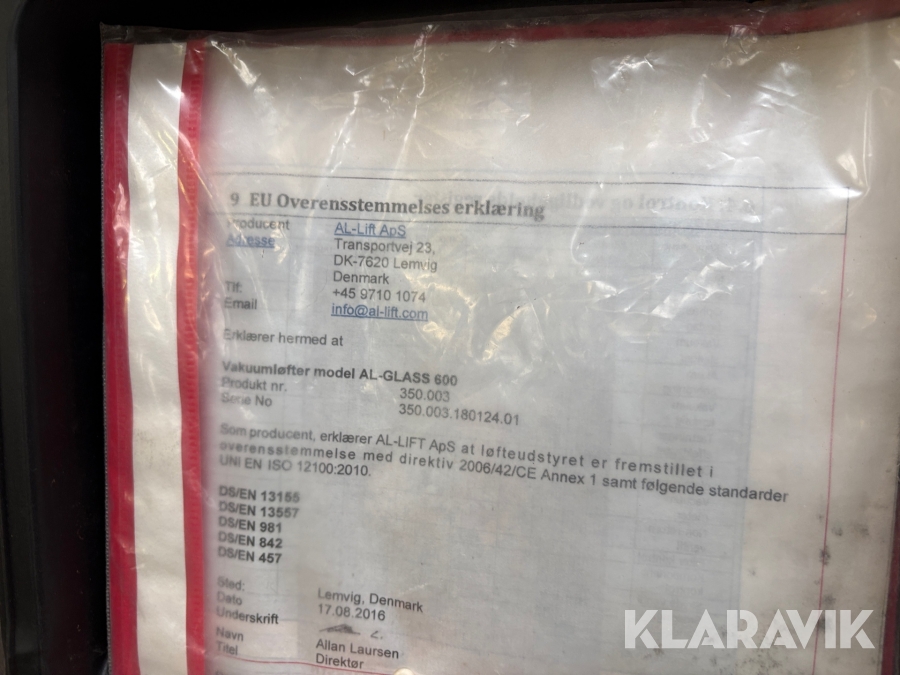 9 EU Overensstemmelses erklæring
Producent AL-Lift ApS
Adresse Transportvej 23,
DK-7620 Lemvig
Denmark
Tlf: +45 9710 1074
Email info@al-lift.com
Erklærer hermed at
Vakuumløfter model AL-GLASS 600
Produkt nr. 350.003
Serie No 350.003.180124.01
Som producent, erklærer AL-LIFT ApS at løfteudstyret er fremstillet i
overensstemmelse med direktiv 2006/42/CE Annex 1 samt følgende standarder
UNI EN ISO 12100:2010.
DS/EN 13155
DS/EN 13557
DS/EN 981
DS/EN 842
DS/EN 457
Sted: Lemvig, Denmark
Dato 17.08.2016
Underskrift
Navn Allan Laursen
Titel Direktør
KLARAVIK